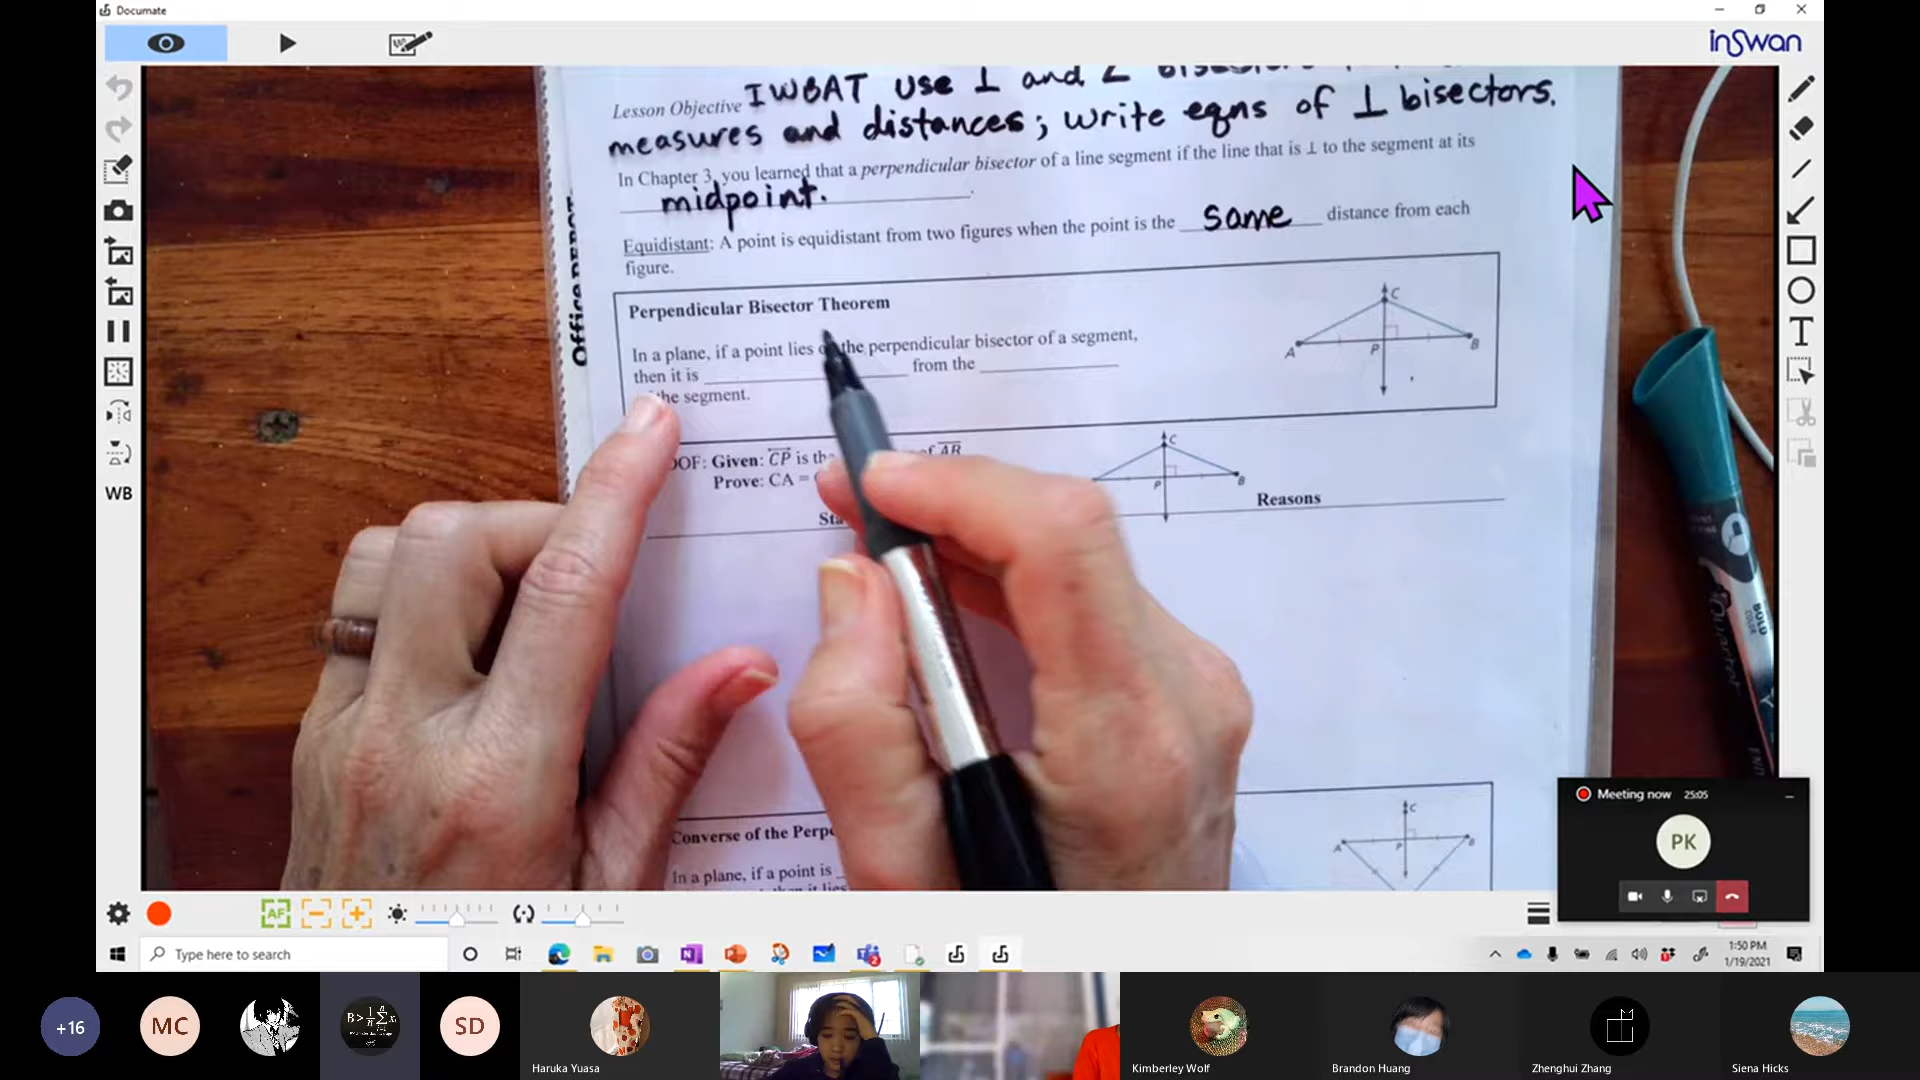 Documate
inSwan
Lesson Objective IWBAT use ⊥ and ∠
measures and distances; write eqns of ⊥ bisectors.
In Chapter 3, you learned that a perpendicular bisector of a line segment if the line that is ⊥ to the segment at its
midpoint.
Equidistant: A point is equidistant from two figures when the point is the same distance from each
figure.
Perpendicular Bisector Theorem
In a plane, if a point lies the perpendicular bisector of a segment,
then it is ____ from the ____
the segment.
C
A P B
Given: CP is the AB
Prove: CA =
C
P B
Reasons
Converse of the
In a plane, if a point is
C
A P B
WB
AF
Meeting now 25:05
PK
Type here to search
1:50 PM
1/19/2021
+16
MC
SD
Haruka Yuasa
Kimberley Wolf
Brandon Huang
Zhenghui Zhang
Siena Hicks